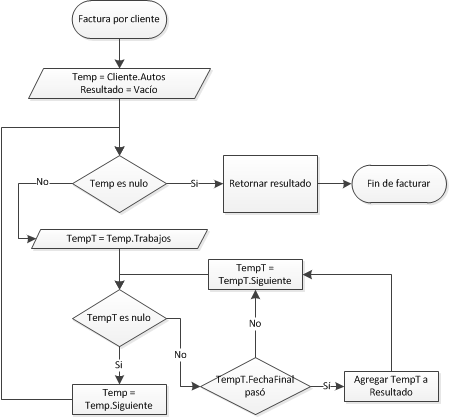 Factura por cliente
Temp = Cliente.Autos
Resultado = Vacío
Temp es nulo
Si
Retornar resultado
Fin de facturar
No
TempT = Temp.Trabajos
TempT =
TempT.Siguiente
TempT es nulo
No
No
Si
TempT.FechaFinal
pasó
Sí
Agregar TempT a
Resultado
Temp =
Temp.Siguiente